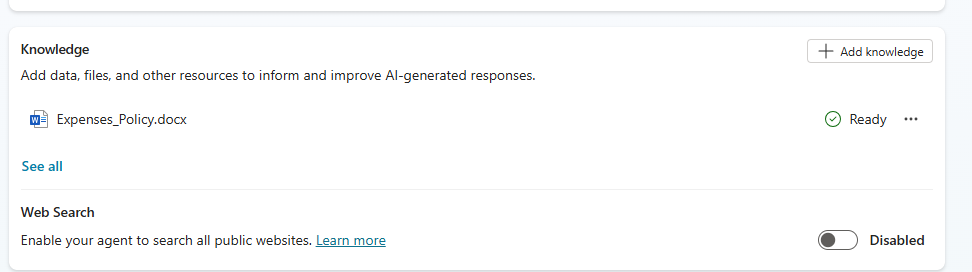 Knowledge
Add knowledge
Add data, files, and other resources to inform and improve AI-generated responses.
Expenses_Policy.docx
Ready
See all
Web Search
Enable your agent to search all public websites. Learn more
Disabled